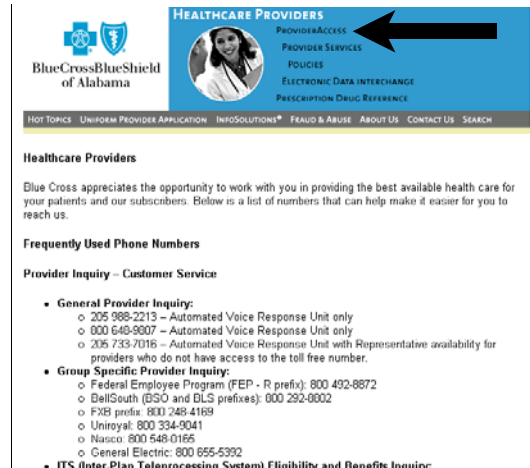 HEALTHCARE PROVIDERS
PROVIDERACCESS
PROVIDER SERVICES
POLICIES
ELECTRONIC DATA INTERCHANGE
PRESCRIPTION DRUG REFERENCE
BlueCrossBlueShield
of Alabama
HOT TOPICS UNIFORM PROVIDER APPLICATION INFOSOLUTIONS® FRAUD & ABUSE ABOUT US CONTACT US SEARCH
Healthcare Providers
Blue Cross appreciates the opportunity to work with you in providing the best available health care for
your patients and our subscribers. Below is a list of numbers that can help make it easier for you to
reach us.
Frequently Used Phone Numbers
Provider Inquiry – Customer Service
• General Provider Inquiry:
o 205 988-2213 – Automated Voice Response Unit only
o 800 648-9807 – Automated Voice Response Unit only
o 205 733-7016 – Automated Voice Response Unit with Representative availability for
providers who do not have access to the toll free number.
• Group Specific Provider Inquiry:
o Federal Employee Program (FEP - R prefix): 800 492-8872
o BellSouth (BSO and BLS prefixes): 800 292-8802
o FXB prefix: 800 248-4169
o Uniroyal: 800 334-9041
o Nasco: 800 548-0165
o General Electric: 800 655-5392
• ITS (Inter-Plan Teleprocessing System) Eligibility and Benefits Inquiry: